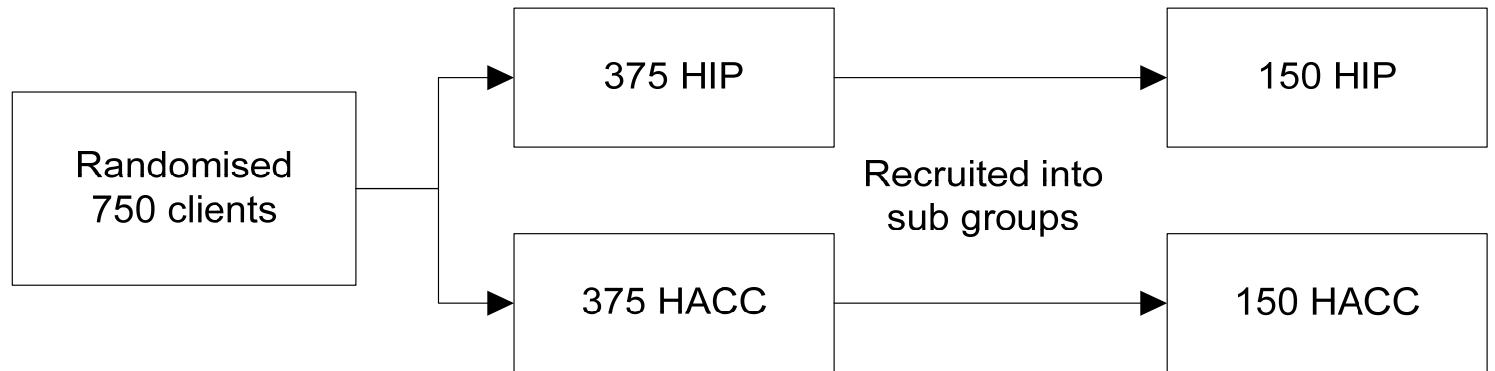 Randomised
750 clients
375 HIP
150 HIP
Recruited into
sub groups
375 HACC
150 HACC